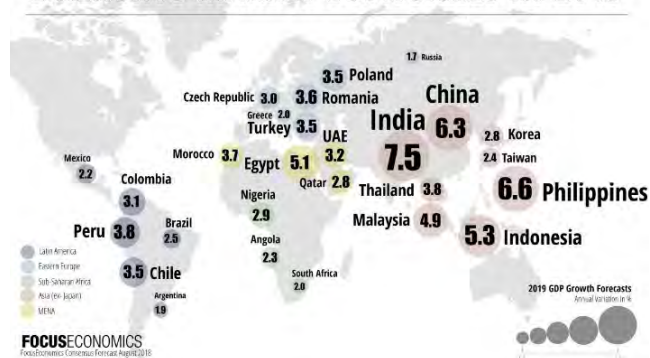 1.7 Russia
3.5 Poland
Czech Republic 3.0
3.6 Romania
China
6.3
Greece 2.0
Turkey 3.5
UAE
3.2
India
7.5
2.8 Korea
2.4 Taiwan
Mexico
2.2
Morocco 3.7
Egypt 5.1
Qatar 2.8
Thailand 3.8
6.6 Philippines
Colombia
3.1
Nigeria
2.9
Malaysia 4.9
5.3 Indonesia
Peru 3.8
Brazil
2.5
Angola
2.3
Chile
3.5
South Africa
2.0
Argentina
1.9
Latin America
Eastern Europe
Sub-Saharan Africa
Asia (ex-Japan)
MENA
2019 GDP Growth Forecasts
Annual variation in %
FOCUSECONOMICS
FocusEconomics Consensus Forecast August 2018